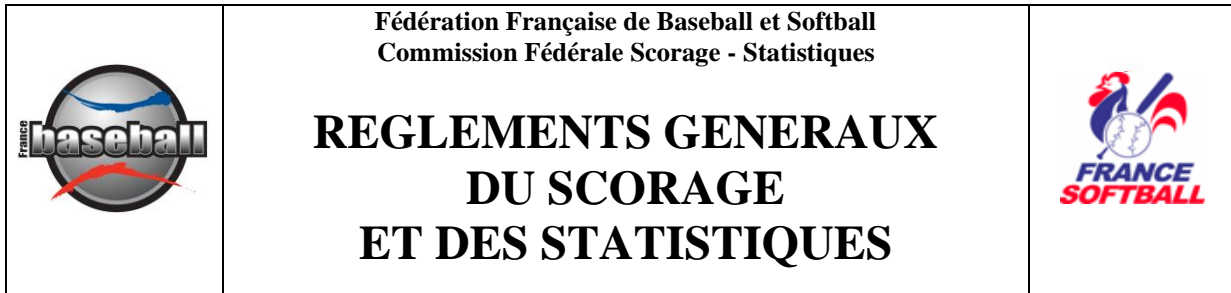 Fédération Française de Baseball et Softball
Commission Fédérale Scorage - Statistiques
REGLEMENTS GENERAUX
DU SCORAGE
ET DES STATISTIQUES
France
baseball
FRANCE
SOFTBALL